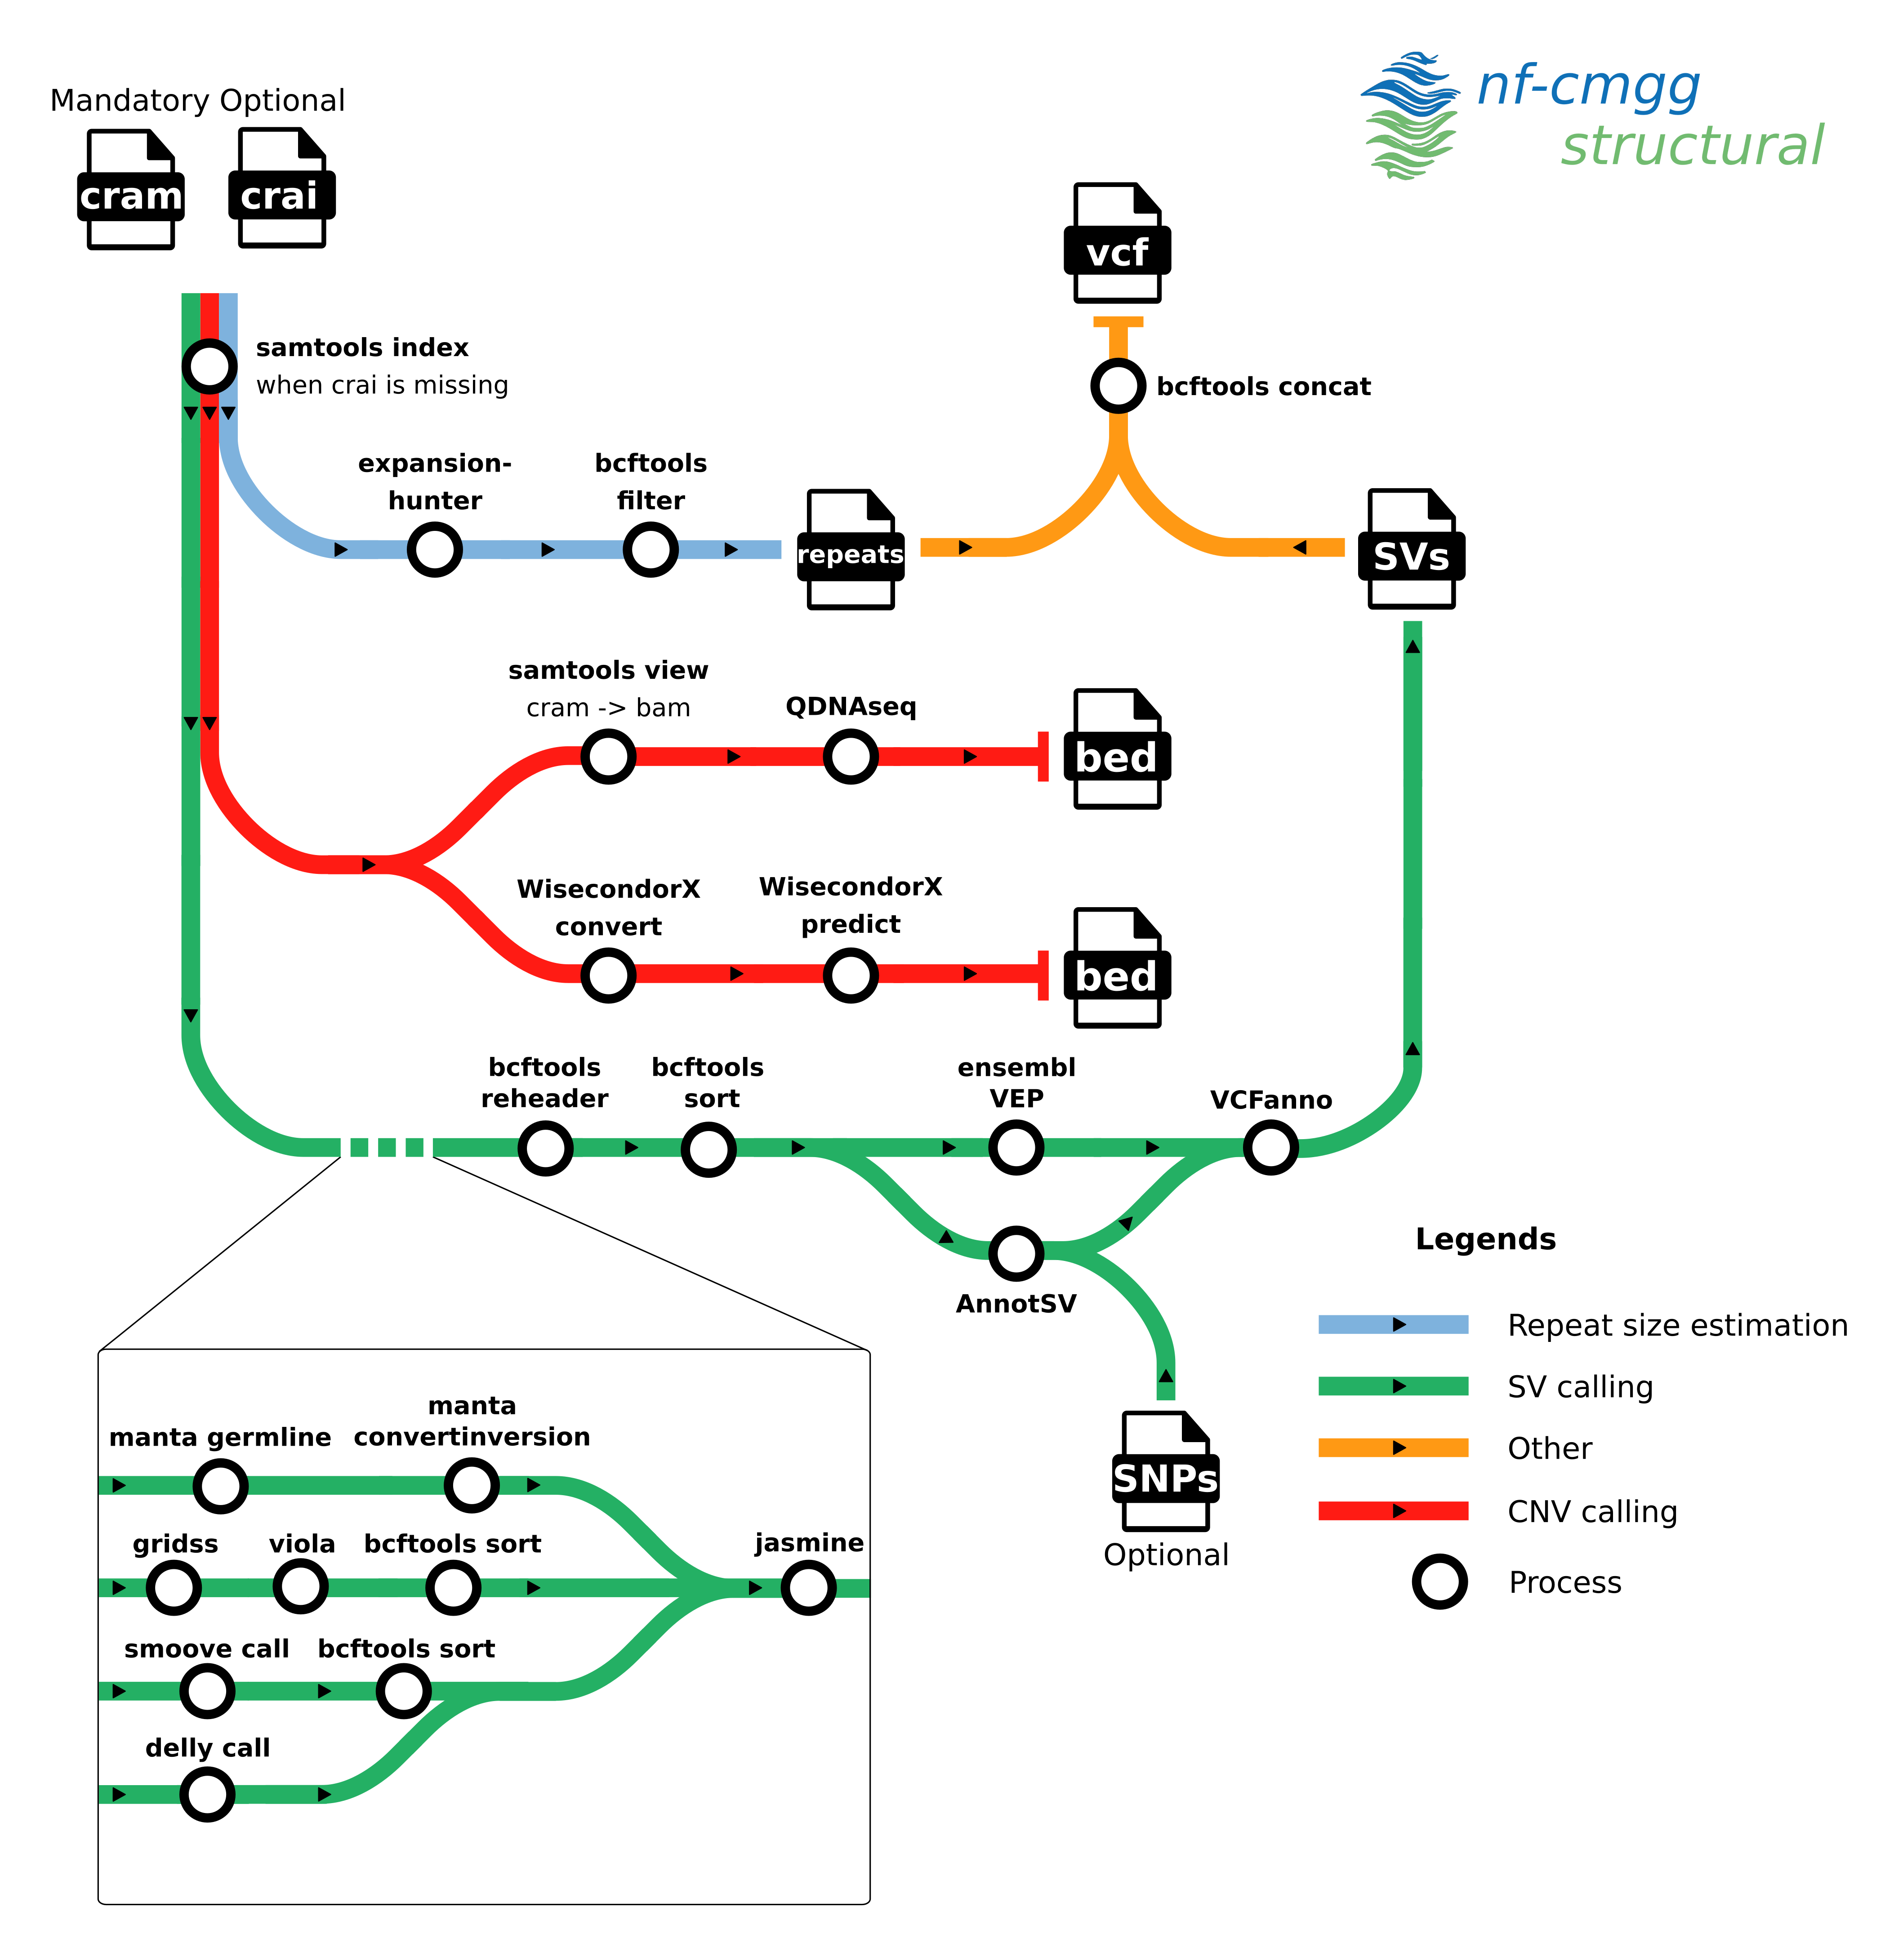 Mandatory Optional
cram
crai
nf-cmgg
structural
vcf
samtools index
when crai is missing
bcftools concat
expansion-
hunter
bcftools
filter
repeats
SVs
samtools view
cram -> bam
QDNAseq
bed
WisecondorX
convert
WisecondorX
predict
bed
bcftools
reheader
bcftools
sort
ensembl
VEP
VCFanno
AnnotSV
SNPs
Optional
Legends
Repeat size estimation
SV calling
Other
CNV calling
Process
manta germline
manta
convertinversion
gridss
viola
bcftools sort
jasmine
smoove call
bcftools sort
delly call